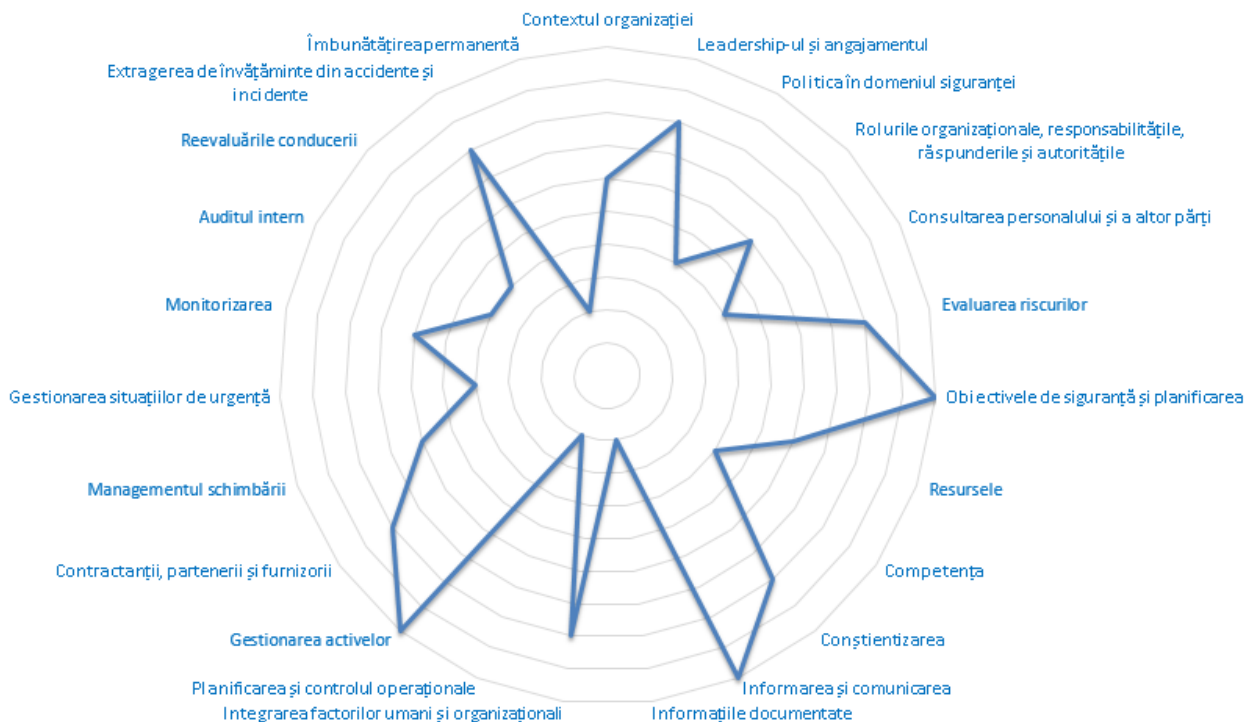 Contextul organizației
Leadership-ul și angajamentul
Politica în domeniul siguranței
Rolurile organizaționale, responsabilitățile,
răspunderile și autoritățile
Consultarea personalului și a altor părți
Evaluarea riscurilor
Obiectivele de siguranță și planificarea
Resursele
Competența
Conștientizarea
Informarea și comunicarea
Informațiile documentate
Integrarea factorilor umani și organizaționali
Planificarea și controlul operaționale
Gestionarea activelor
Contractanții, partenerii și furnizorii
Managementul schimbării
Gestionarea situațiilor de urgență
Monitorizarea
Auditul intern
Reevaluările conducerii
Extragerea de învățăminte din accidente și
incidente
Îmbunătățirea permanentă